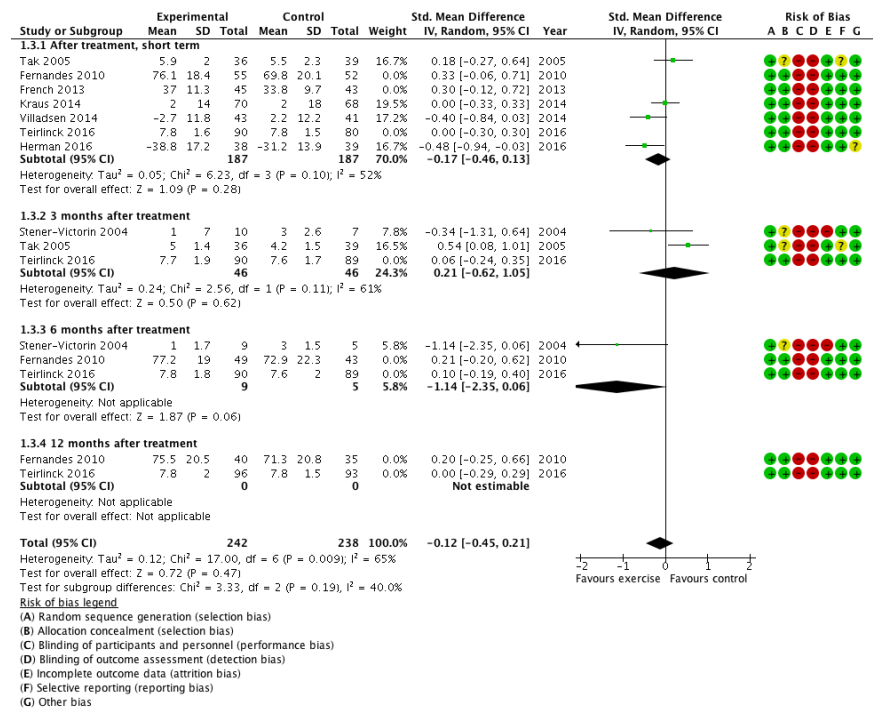 Experimental Control Std. Mean Difference Std. Mean Difference Risk of Bias
Study or Subgroup Mean SD Total Mean SD Total Weight IV, Random, 95% CI Year IV, Random, 95% CI A B C D E F G
1.3.1 After treatment, short term
Tak 2005 5.9 2 36 5.5 2.3 39 16.7% 0.18 [-0.27, 0.64] 2005 + ? - - + ? +
Fernandes 2010 76.1 18.4 55 69.8 20.1 52 0.0% 0.33 [-0.06, 0.71] 2010 + + - - + + +
French 2013 37 11.3 45 33.8 9.7 43 0.0% 0.30 [-0.12, 0.72] 2013 + + - - + + +
Kraus 2014 2 14 70 2 18 68 19.5% 0.00 [-0.33, 0.33] 2014 + + - - + + +
Villadsen 2014 -2.7 11.8 43 2.2 12.2 41 17.2% -0.40 [-0.84, 0.03] 2014 + + - - + + +
Teirlinck 2016 7.8 1.6 90 7.8 1.5 80 0.0% 0.00 [-0.30, 0.30] 2016 + + - - + + +
Herman 2016 -38.8 17.2 38 -31.2 13.9 39 16.7% -0.48 [-0.94, -0.03] 2016 + + - - + + ?
Subtotal (95% CI) 187 187 70.0% -0.17 [-0.46, 0.13]
Heterogeneity: Tau² = 0.05; Chi² = 6.23, df = 3 (P = 0.10); I² = 52%
Test for overall effect: Z = 1.09 (P = 0.28)
1.3.2 3 months after treatment
Stener-Victorin 2004 1 7 10 3 2.6 7 7.8% -0.34 [-1.31, 0.64] 2004 + ? - - - + +
Tak 2005 5 1.4 36 4.2 1.5 39 16.5% 0.54 [0.08, 1.01] 2005 + ? - - + ? +
Teirlinck 2016 7.7 1.9 90 7.6 1.7 89 0.0% 0.06 [-0.24, 0.35] 2016 + + - - + + +
Subtotal (95% CI) 46 46 24.3% 0.21 [-0.62, 1.05]
Heterogeneity: Tau² = 0.24; Chi² = 2.56, df = 1 (P = 0.11); I² = 61%
Test for overall effect: Z = 0.50 (P = 0.62)
1.3.3 6 months after treatment
Stener-Victorin 2004 1 1.7 9 3 1.5 5 5.8% -1.14 [-2.35, 0.06] 2004 + ? - - - + +
Fernandes 2010 77.2 19 49 72.9 22.3 43 0.0% 0.21 [-0.20, 0.62] 2010 + + - - + + +
Teirlinck 2016 7.8 1.8 90 7.6 2 89 0.0% 0.10 [-0.19, 0.40] 2016 + + - - + + +
Subtotal (95% CI) 9 5 5.8% -1.14 [-2.35, 0.06]
Heterogeneity: Not applicable
Test for overall effect: Z = 1.87 (P = 0.06)
1.3.4 12 months after treatment
Fernandes 2010 75.5 20.5 40 71.3 20.8 35 0.0% 0.20 [-0.25, 0.66] 2010 + + - - + + +
Teirlinck 2016 7.8 2 96 7.8 1.5 93 0.0% 0.00 [-0.29, 0.29] 2016 + + - - + + +
Subtotal (95% CI) 0 0 Not estimable
Heterogeneity: Not applicable
Test for overall effect: Not applicable
Total (95% CI) 242 238 100.0% -0.12 [-0.45, 0.21]
Heterogeneity: Tau² = 0.12; Chi² = 17.00, df = 6 (P = 0.009); I² = 65%
Test for overall effect: Z = 0.72 (P = 0.47)
Test for subgroup differences: Chi² = 3.33, df = 2 (P = 0.19), I² = 40.0%
-2 -1 0 1 2
Favours exercise Favours control
Risk of bias legend
(A) Random sequence generation (selection bias)
(B) Allocation concealment (selection bias)
(C) Blinding of participants and personnel (performance bias)
(D) Blinding of outcome assessment (detection bias)
(E) Incomplete outcome data (attrition bias)
(F) Selective reporting (reporting bias)
(G) Other bias